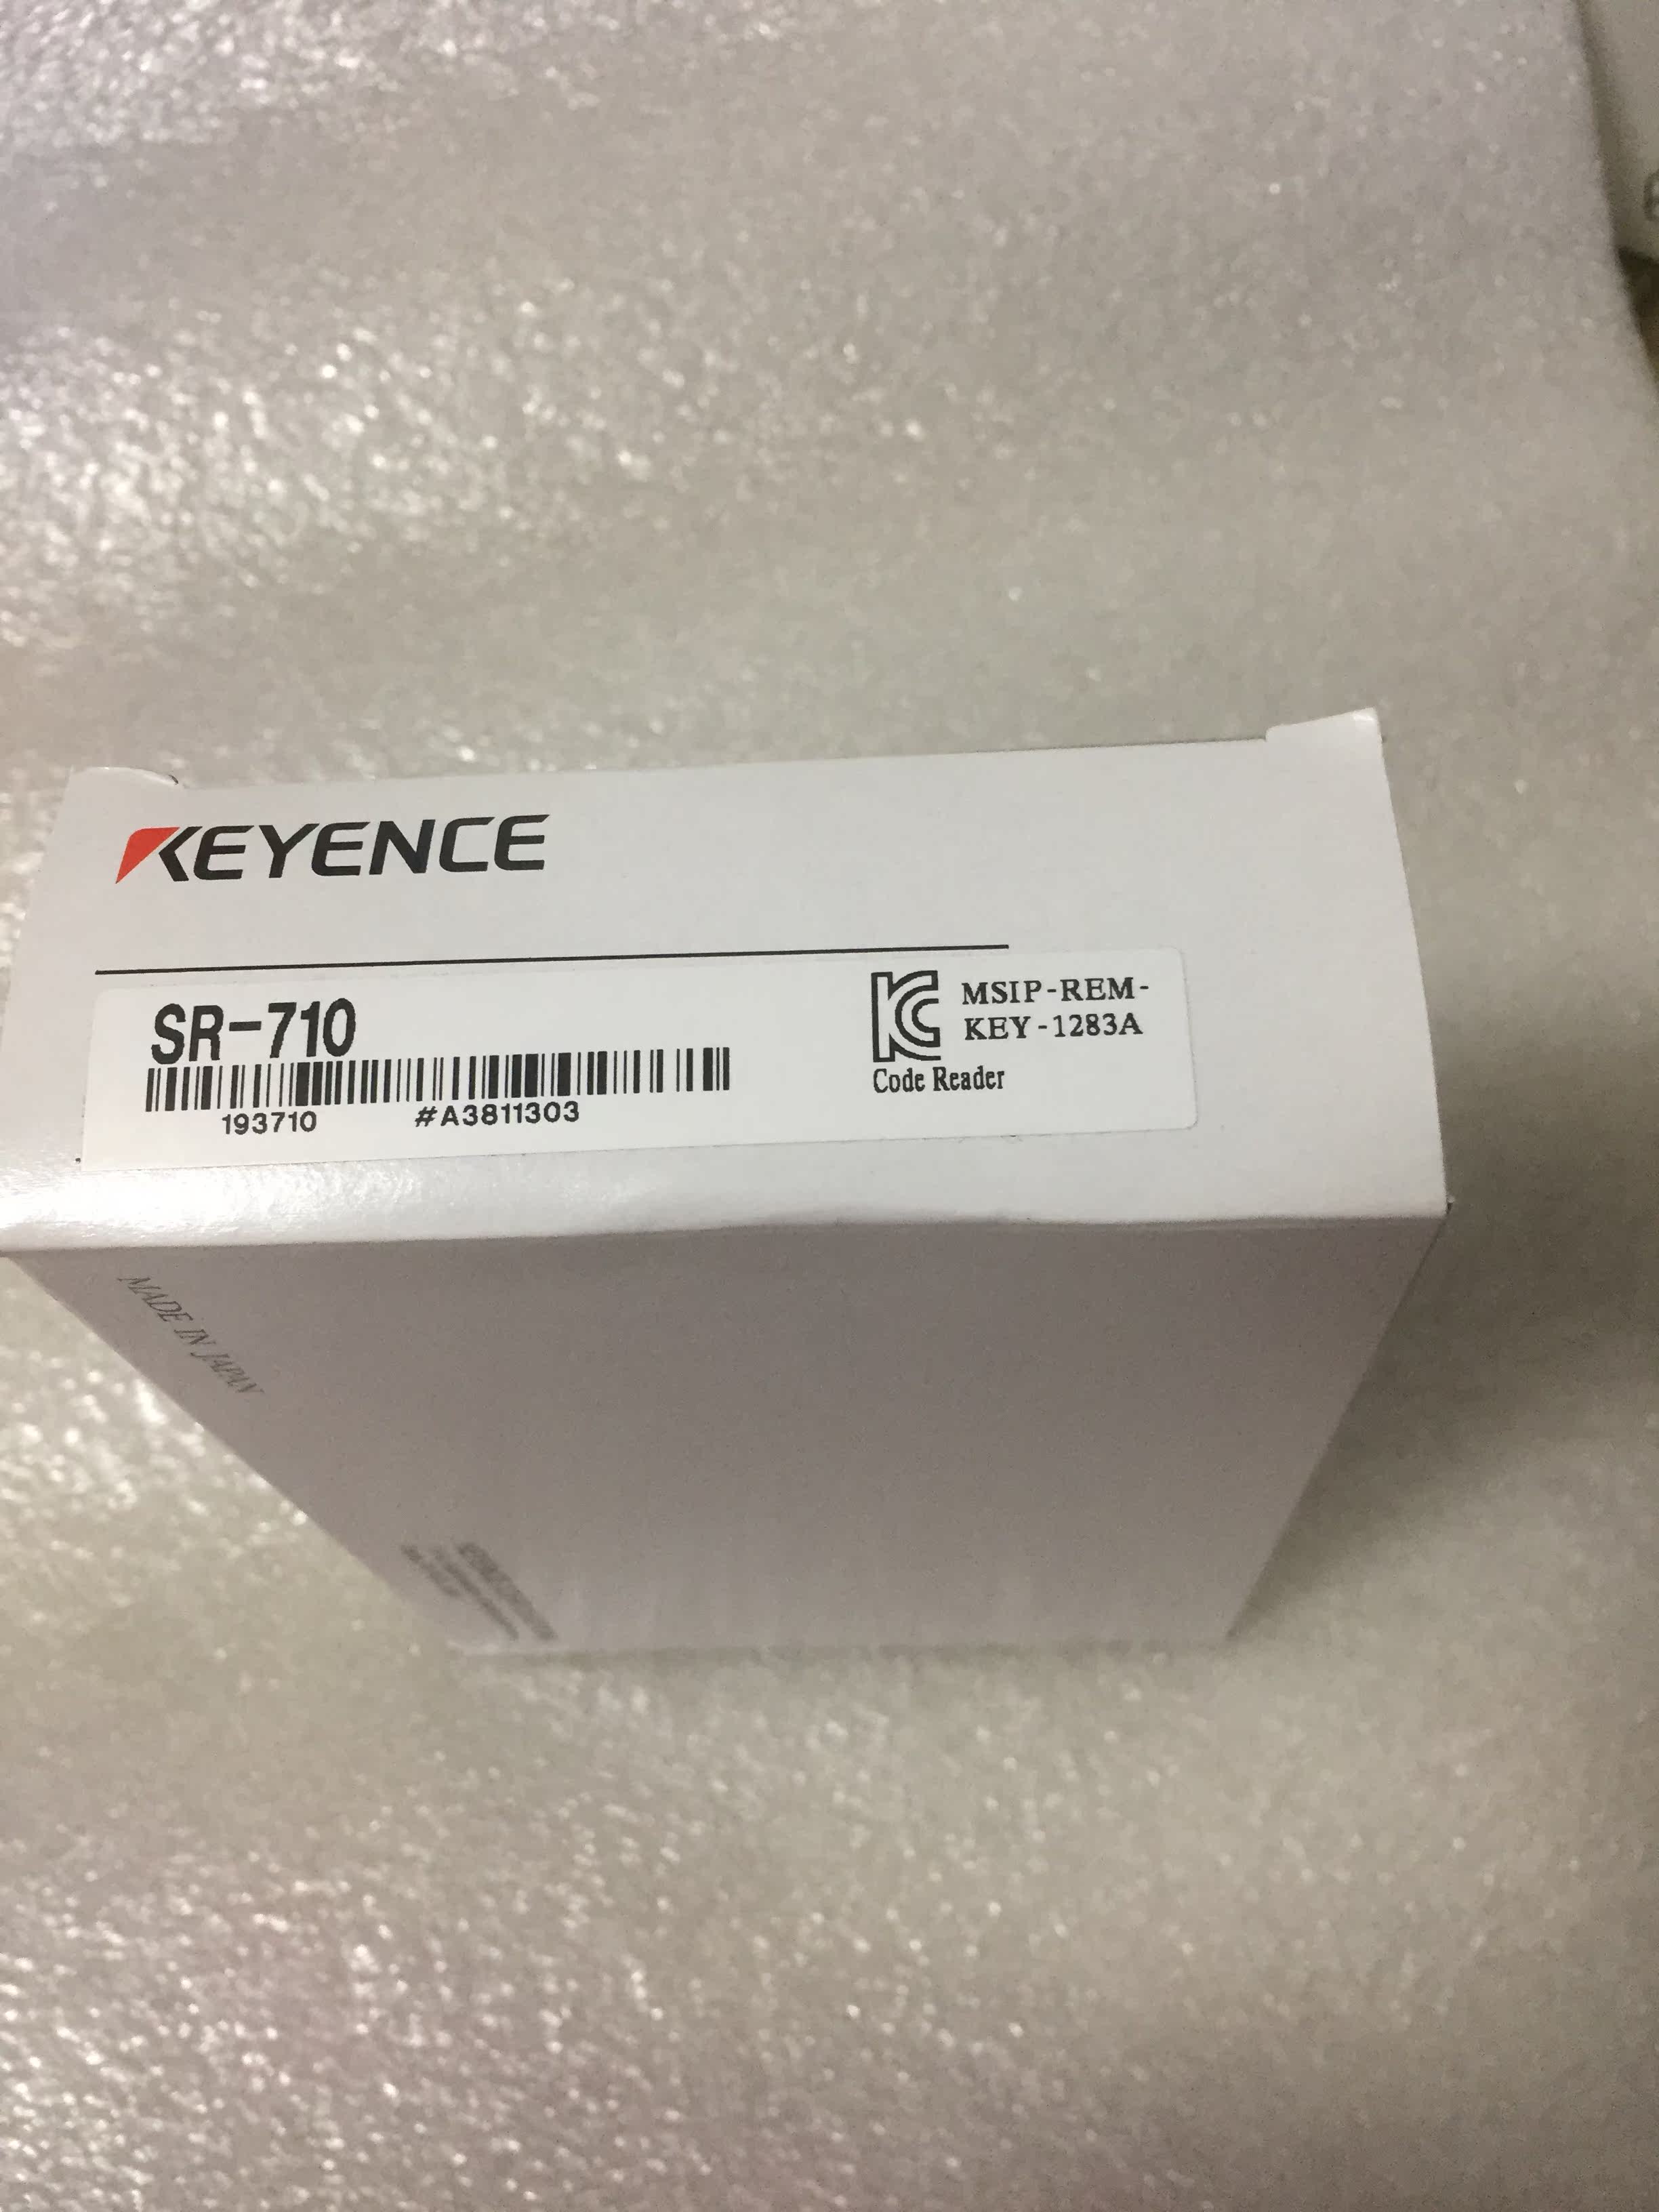 KEYENCE
SR-710
193710 #A3811303
MSIP-REM-
KEY-1283A
Code Reader
MADE IN JAPAN